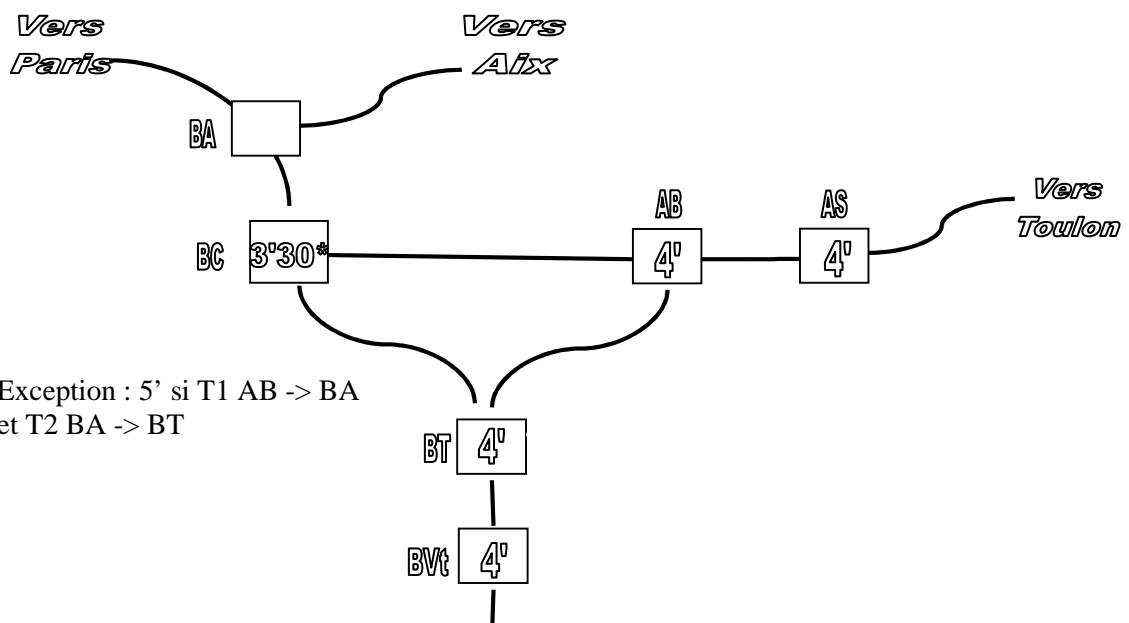 Vers
Paris
Vers
Aix
BA
AB
AS
Vers
Toulon
BC
3'30*
4'
4'
Exception : 5’ si T1 AB -> BA
et T2 BA -> BT
BT
4'
BVt
4'